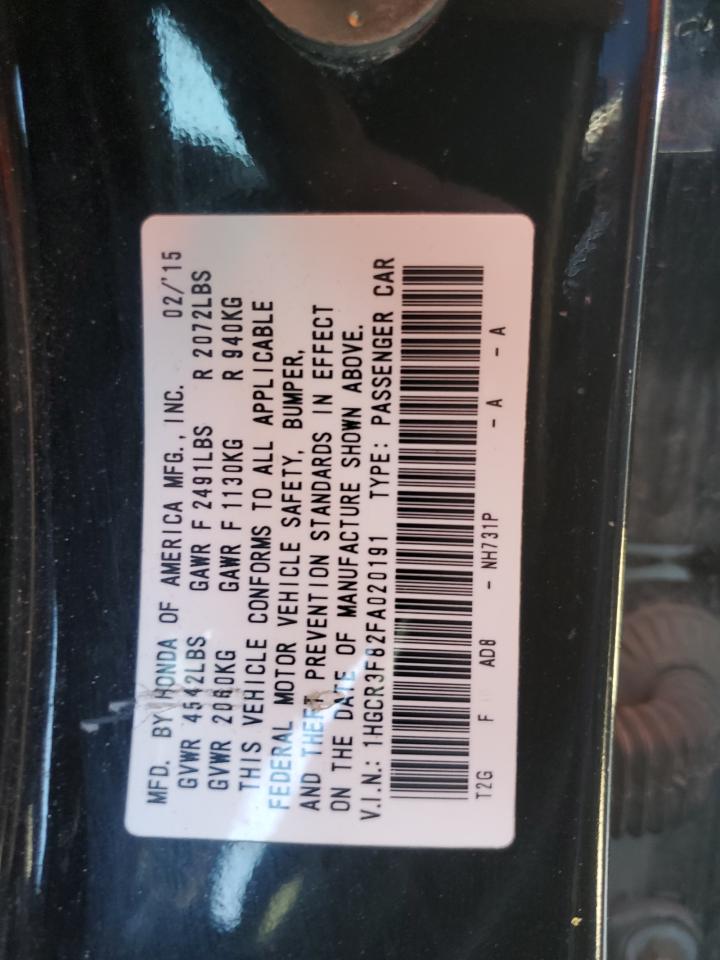 MFD. BY HONDA OF AMERICA MFG., INC. 02/'15
GVWR 4542LBS GAWR F 2491LBS R 2072LBS
GVWR 2060KG GAWR F 1130KG R 940KG
THIS VEHICLE CONFORMS TO ALL APPLICABLE
FEDERAL MOTOR VEHICLE SAFETY, BUMPER,
AND THEFT PREVENTION STANDARDS IN EFFECT
ON THE DATE OF MANUFACTURE SHOWN ABOVE.
V.I.N.: 1HGCR3F82FA020191 TYPE: PASSENGER CAR
T2G F AD8 - NH731P - A - A